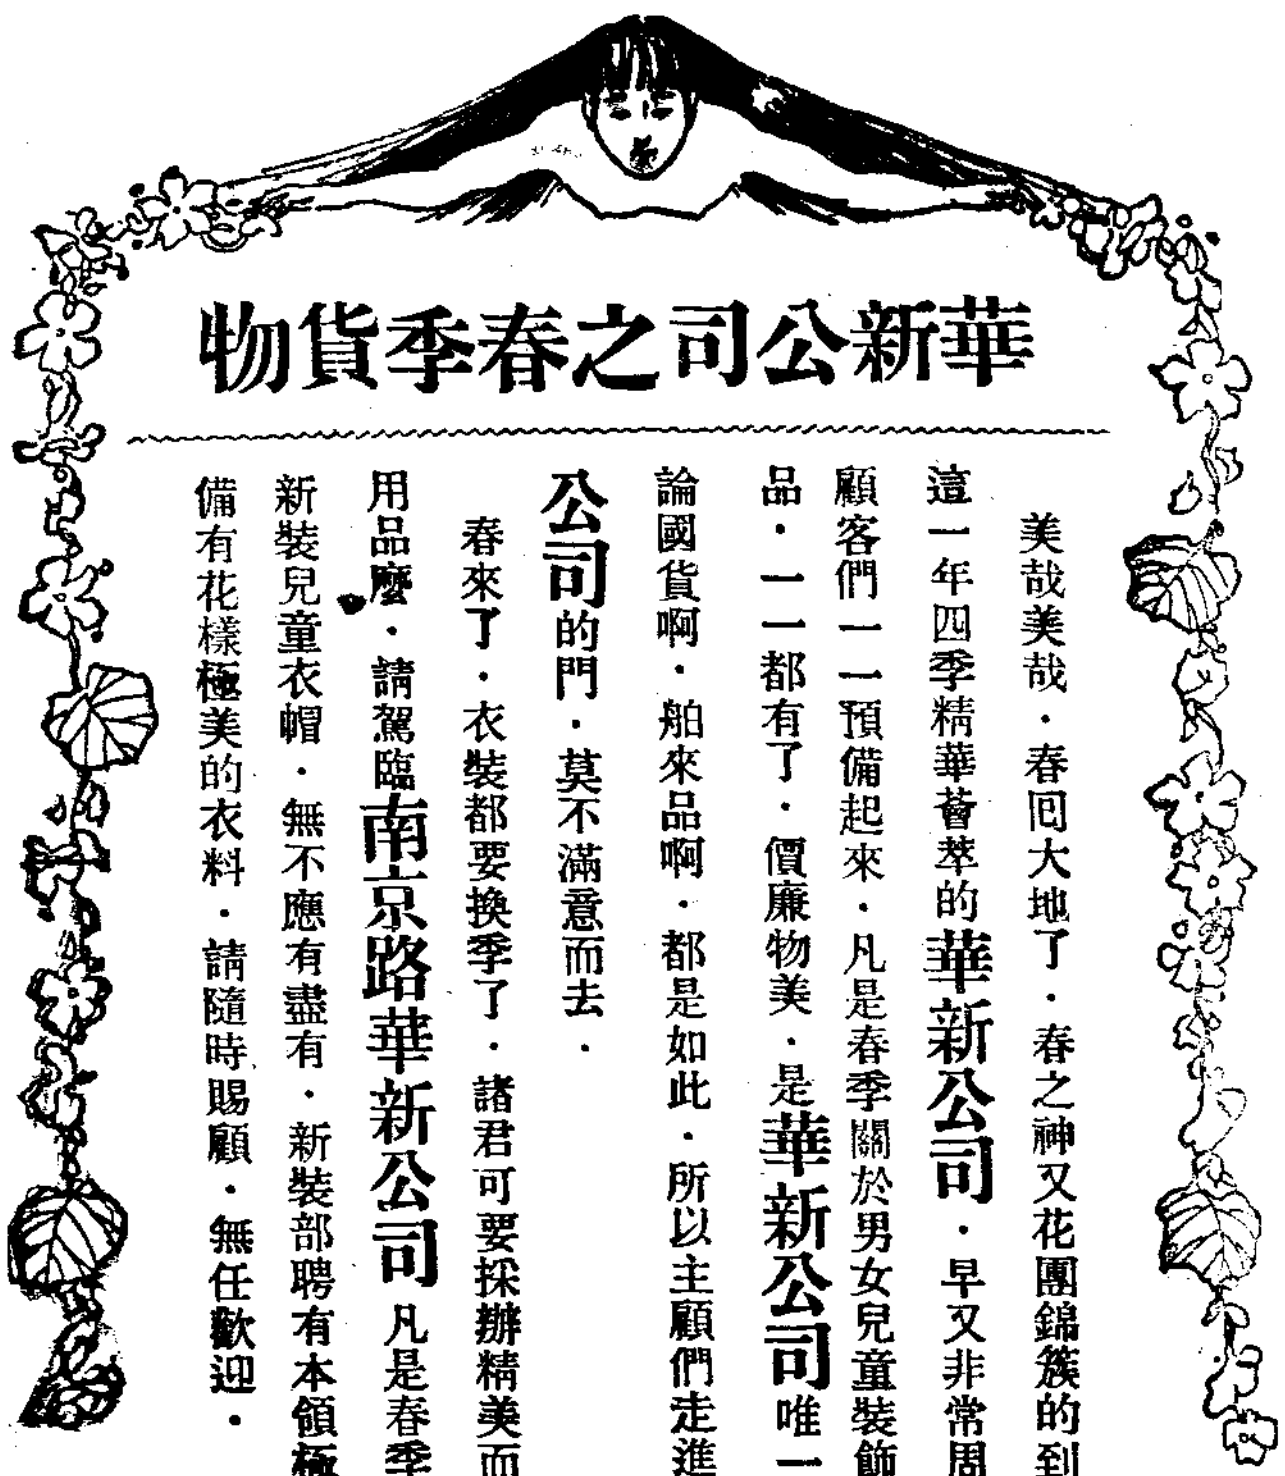 華新公司之春季貨物
美哉美哉．春囘大地了．春之神又花團錦簇的到
這一年四季精華薈萃的華新公司．早又非常周
顧客們一一預備起來．凡是春季關於男女兒童裝飾
品．一一都有了．價廉物美．是華新公司唯一
論國貨啊．舶來品啊．都是如此．所以主顧們走進
公司的門．莫不滿意而去．
春來了．衣裝都要換季了．諸君可要採辦精美而
用品麼．請駕臨南京路華新公司凡是春季
新裝兒童衣帽．無不應有盡有．新裝部聘有本領極
備有花樣極美的衣料．請隨時賜顧．無任歡迎．